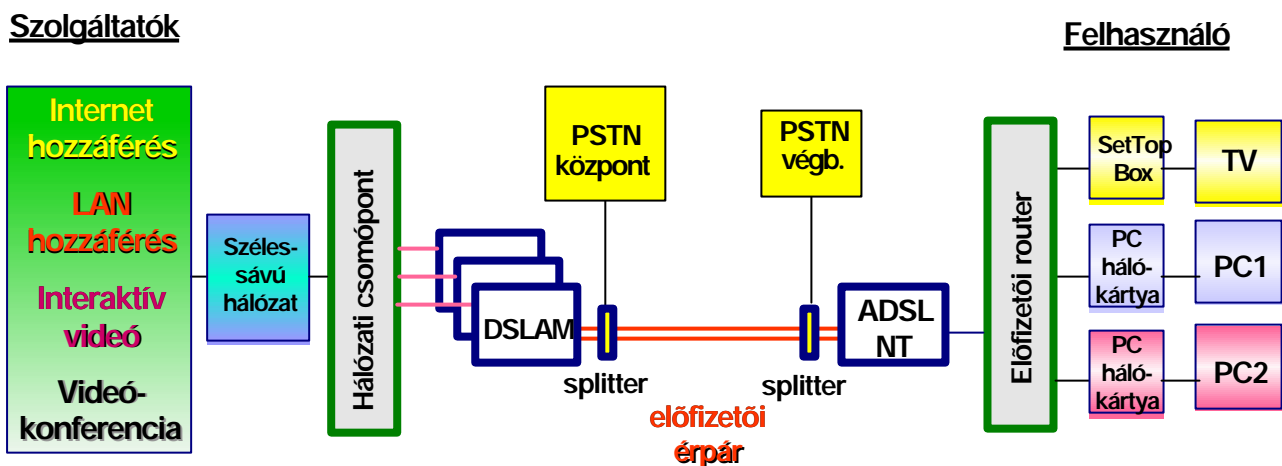 Szolgáltatók
Felhasználó
Internet
hozzáférés
LAN
hozzáférés
Interaktív
videó
Videó-
konferencia
Széles-
sávú
hálózat
Hálózati csomópont
DSLAM
PSTN
központ
splitter
előfizetői
érpár
PSTN
végb.
splitter
ADSL
NT
Előfizetői router
SetTop
Box
TV
PC
háló-
kártya
PC1
PC
háló-
kártya
PC2